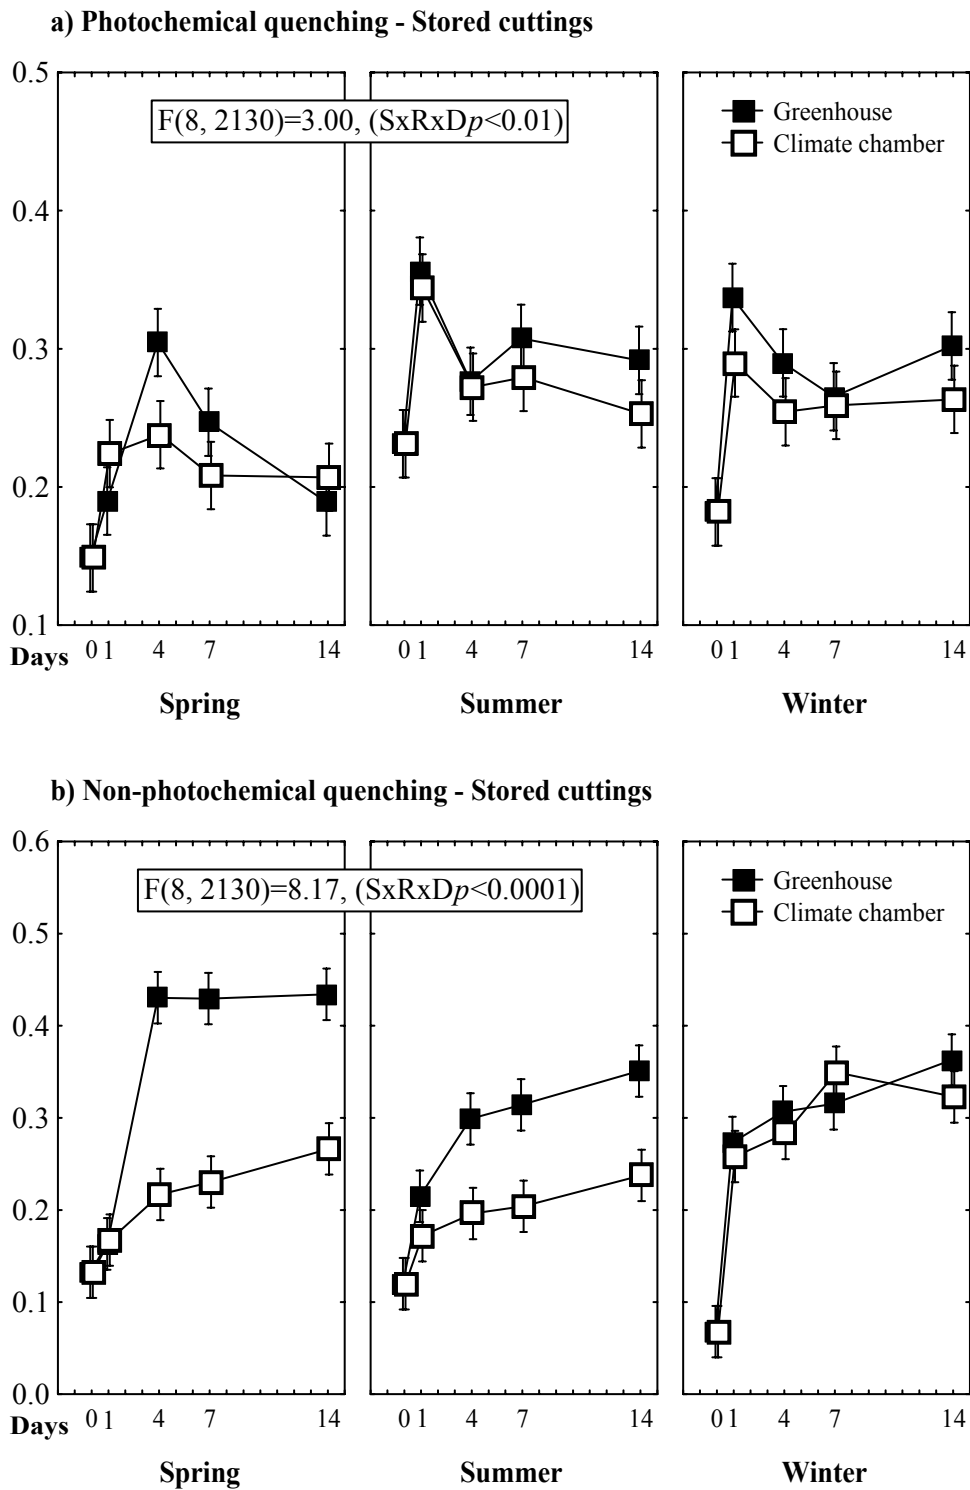 a) Photochemical quenching - Stored cuttings
0.5
F(8, 2130)=3.00, (SxRxDp<0.01)
Greenhouse
Climate chamber
0.4
0.3
0.2
0.1
Days 0 1 4 7 14 0 1 4 7 14 0 1 4 7 14
Spring Summer Winter
b) Non-photochemical quenching - Stored cuttings
0.6
F(8, 2130)=8.17, (SxRxDp<0.0001)
Greenhouse
Climate chamber
0.5
0.4
0.3
0.2
0.1
0.0
Days 0 1 4 7 14 0 1 4 7 14 0 1 4 7 14
Spring Summer Winter